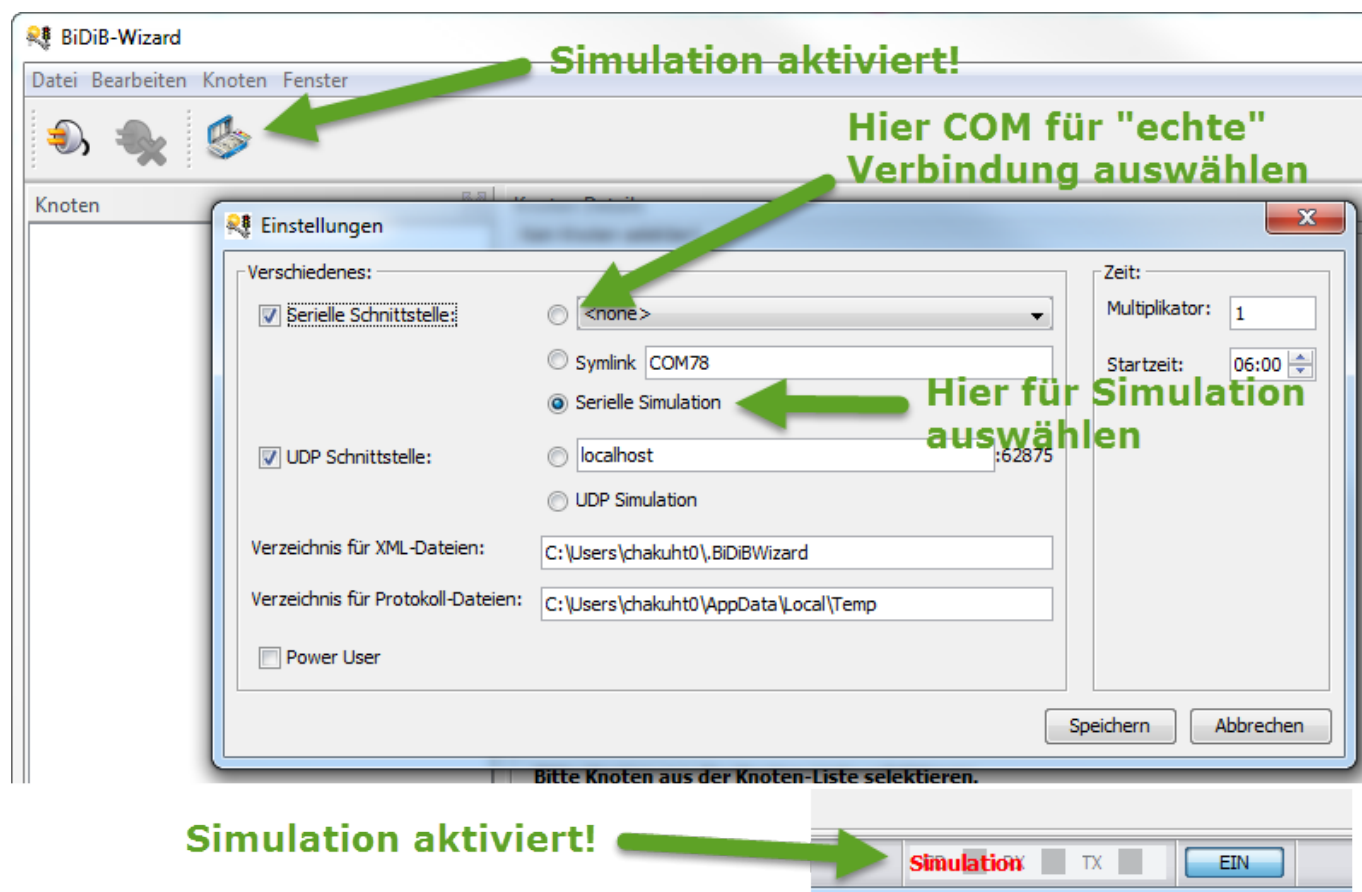 BiDiB-Wizard
Simulation aktiviert!
Datei Bearbeiten Knoten Fenster
Hier COM für "echte"
Verbindung auswählen
Knoten
Einstellungen
Verschiedenes:
Zeit:
Serielle Schnittstelle:
<none>
Multiplikator:
1
Symlink
COM78
Startzeit:
06:00
Serielle Simulation
Hier für Simulation
auswählen
UDP Schnittstelle:
localhost
:62875
UDP Simulation
Verzeichnis für XML-Dateien:
C:\Users\chakuht0\.BiDiBWizard
Verzeichnis für Protokoll-Dateien:
C:\Users\chakuht0\AppData\Local\Temp
Power User
Speichern
Abbrechen
Bitte Knoten aus der Knoten-Liste selektieren.
Simulation aktiviert!
Simulation
TX
EIN